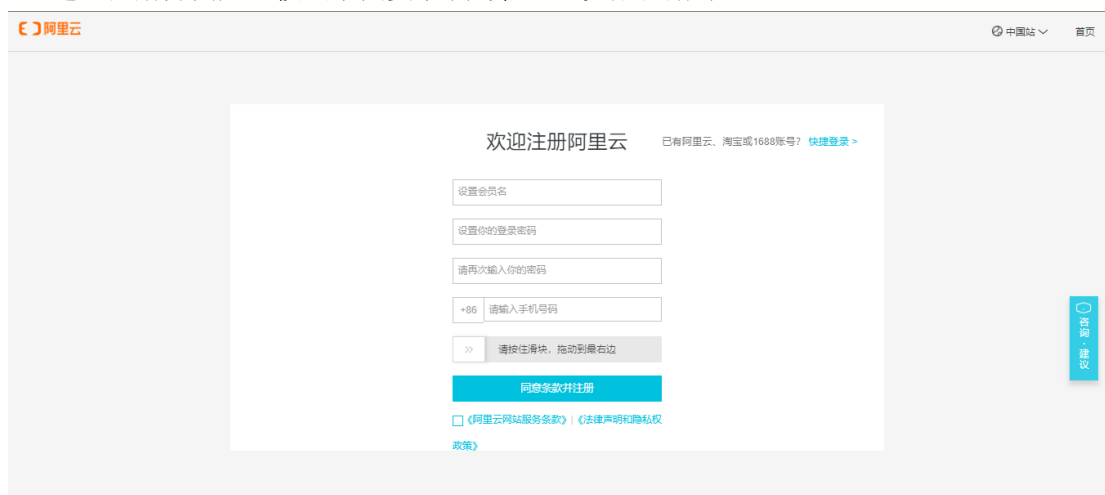 阿里云
中国站 首页
欢迎注册阿里云 已有阿里云、淘宝或1688账号? 快捷登录 >
设置会员名
设置你的登录密码
请再次输入你的密码
+86 请输入手机号码
>> 请按住滑块，拖动到最右边
同意条款并注册
《阿里云网站服务条款》 | 《法律声明和隐私权
政策》
咨询·建议